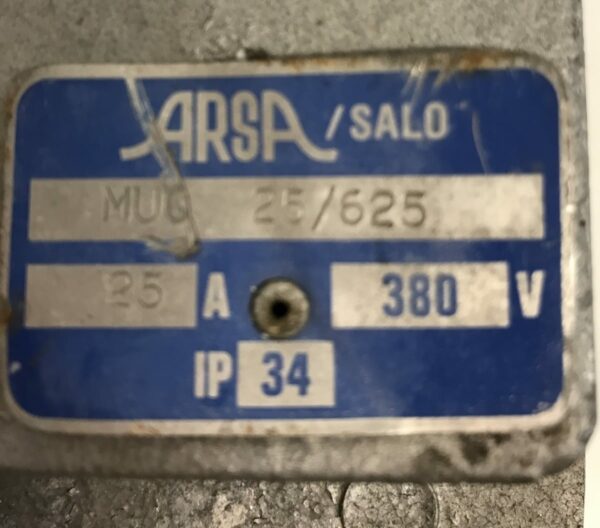 ARSA /SALO
MUG 25/625
25 A 380 V
IP 34